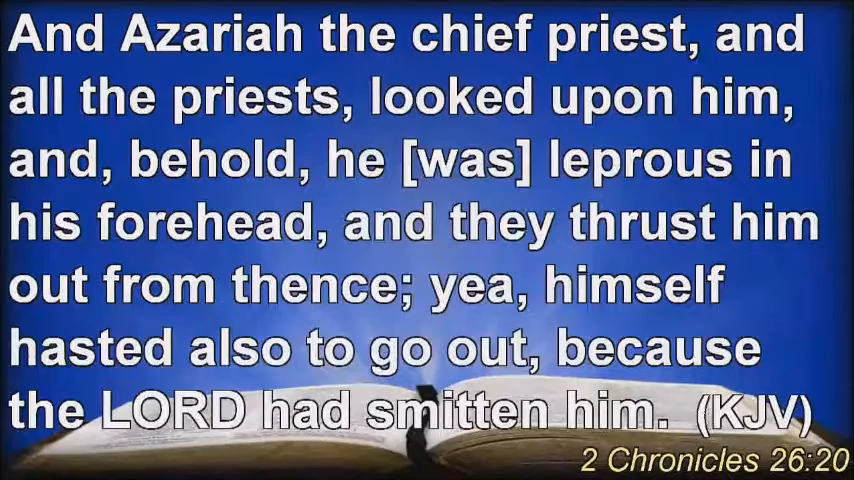 And Azariah the chief priest, and
all the priests, looked upon him,
and, behold, he [was] leprous in
his forehead, and they thrust him
out from thence; yea, himself
hasted also to go out, because
the LORD had smitten him. (KJV)
2 Chronicles 26:20